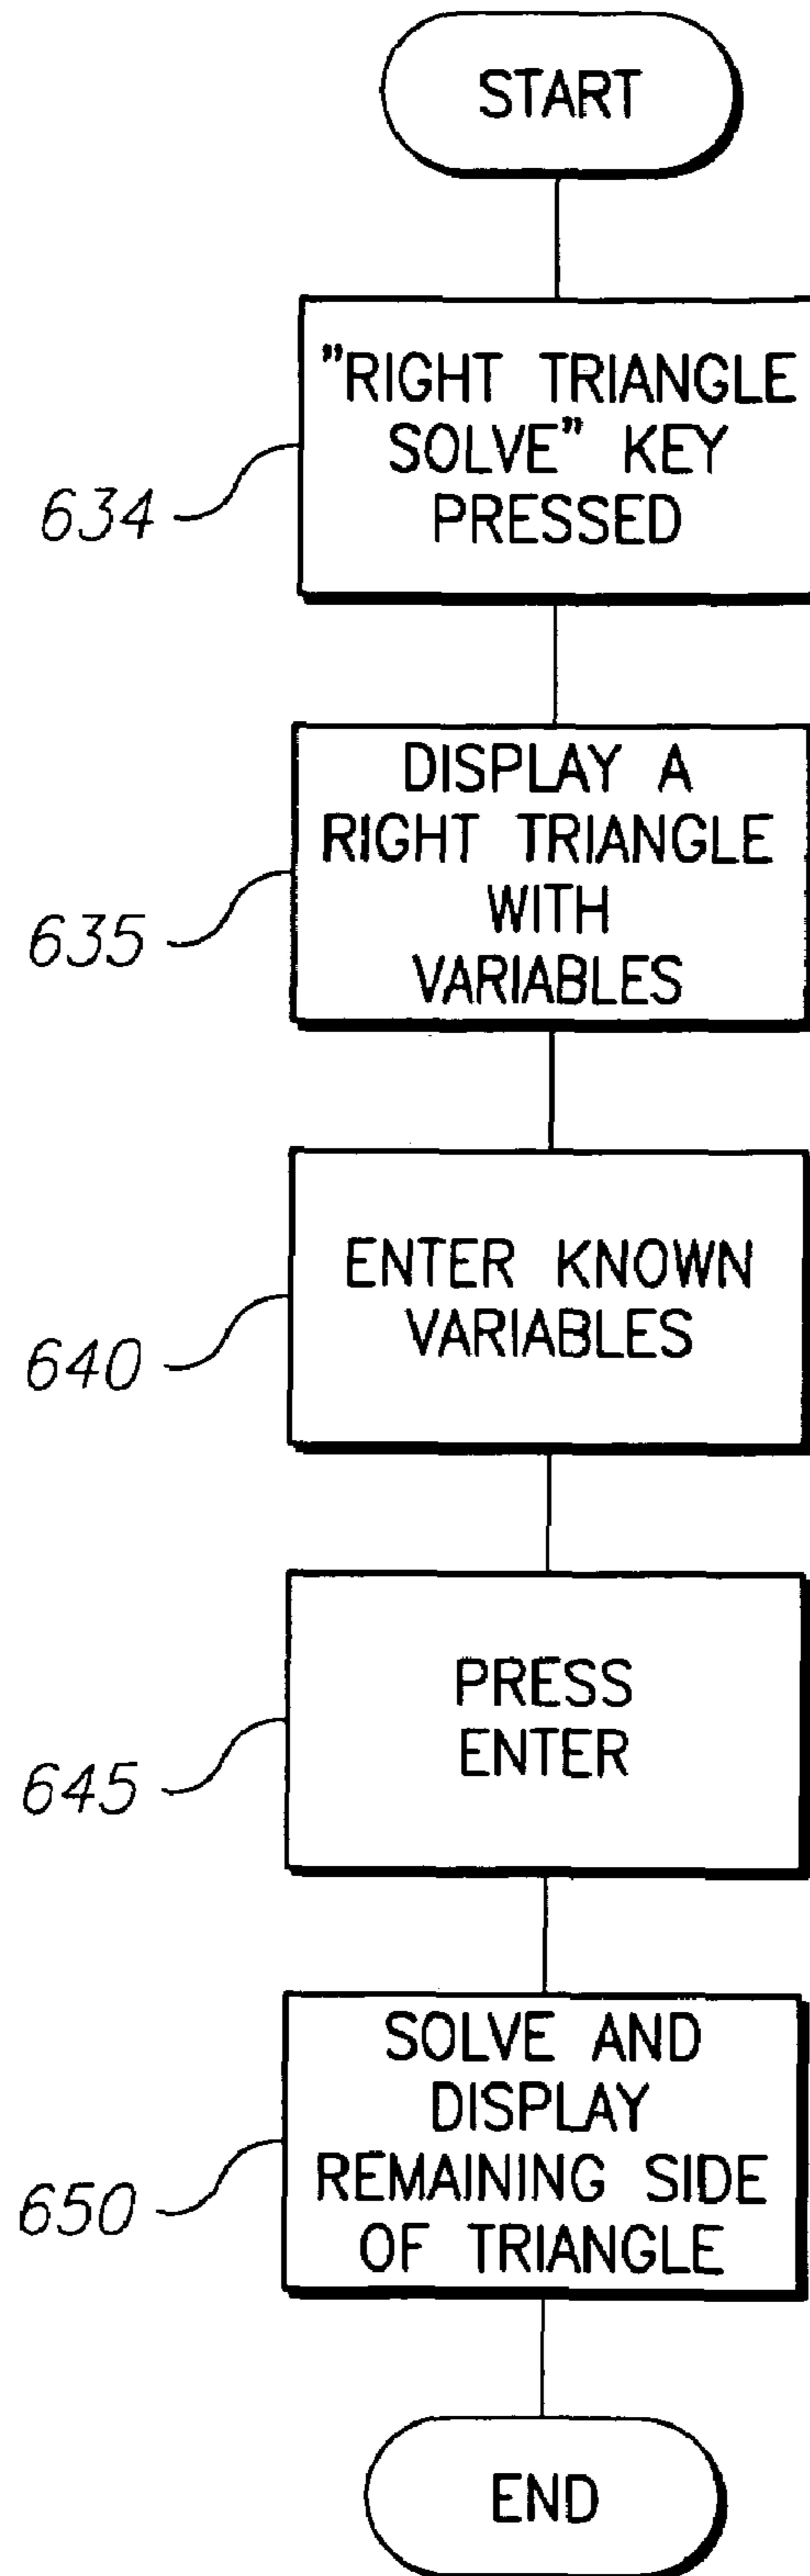 START
"RIGHT TRIANGLE
SOLVE" KEY
PRESSED
634
DISPLAY A
RIGHT TRIANGLE
WITH
VARIABLES
635
ENTER KNOWN
VARIABLES
640
PRESS
ENTER
645
SOLVE AND
DISPLAY
REMAINING SIDE
OF TRIANGLE
650
END